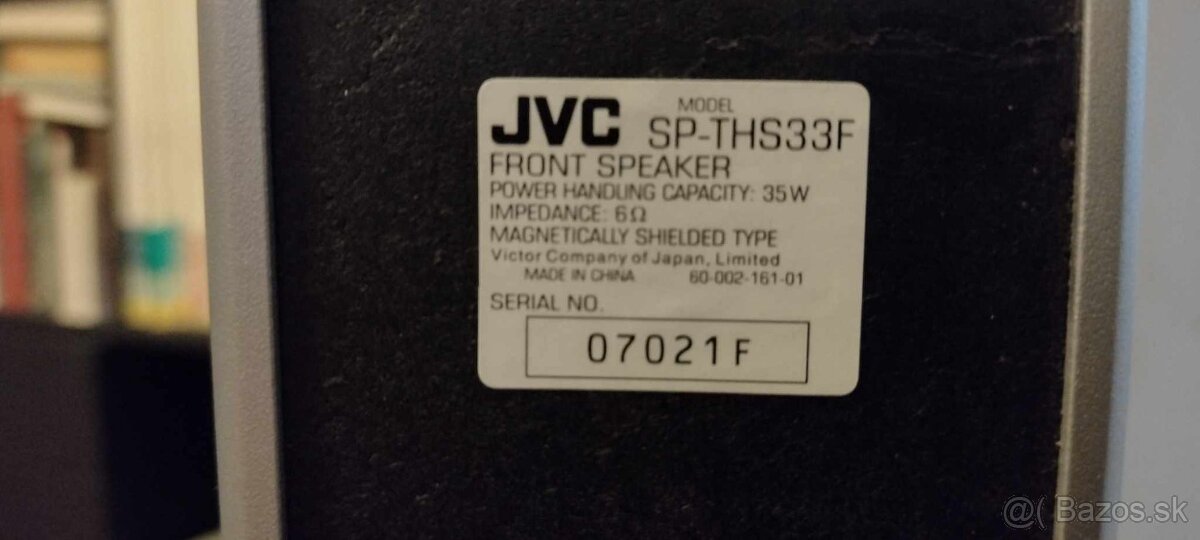 JVC MODEL SP-THS33F
FRONT SPEAKER
POWER HANDLING CAPACITY: 35W
IMPEDANCE: 6Ω
MAGNETICALLY SHIELDED TYPE
Victor Company of Japan, Limited
MADE IN CHINA 60-002-161-01
SERIAL NO.
07021F
@( Bazos.sk